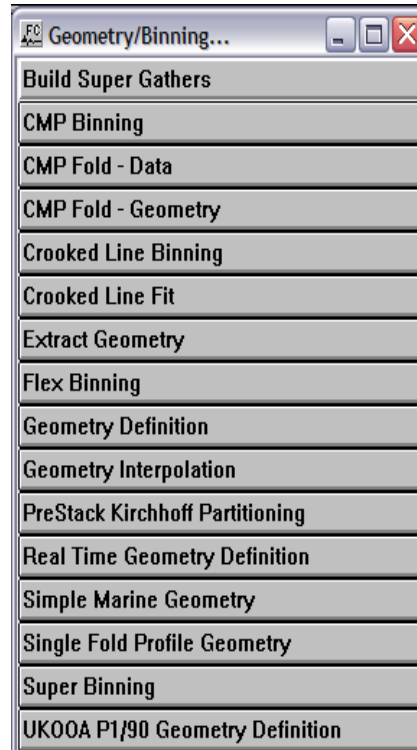 FC
Geometry/Binning...
Build Super Gathers
CMP Binning
CMP Fold - Data
CMP Fold - Geometry
Crooked Line Binning
Crooked Line Fit
Extract Geometry
Flex Binning
Geometry Definition
Geometry Interpolation
PreStack Kirchhoff Partitioning
Real Time Geometry Definition
Simple Marine Geometry
Single Fold Profile Geometry
Super Binning
UKOOA P1/90 Geometry Definition